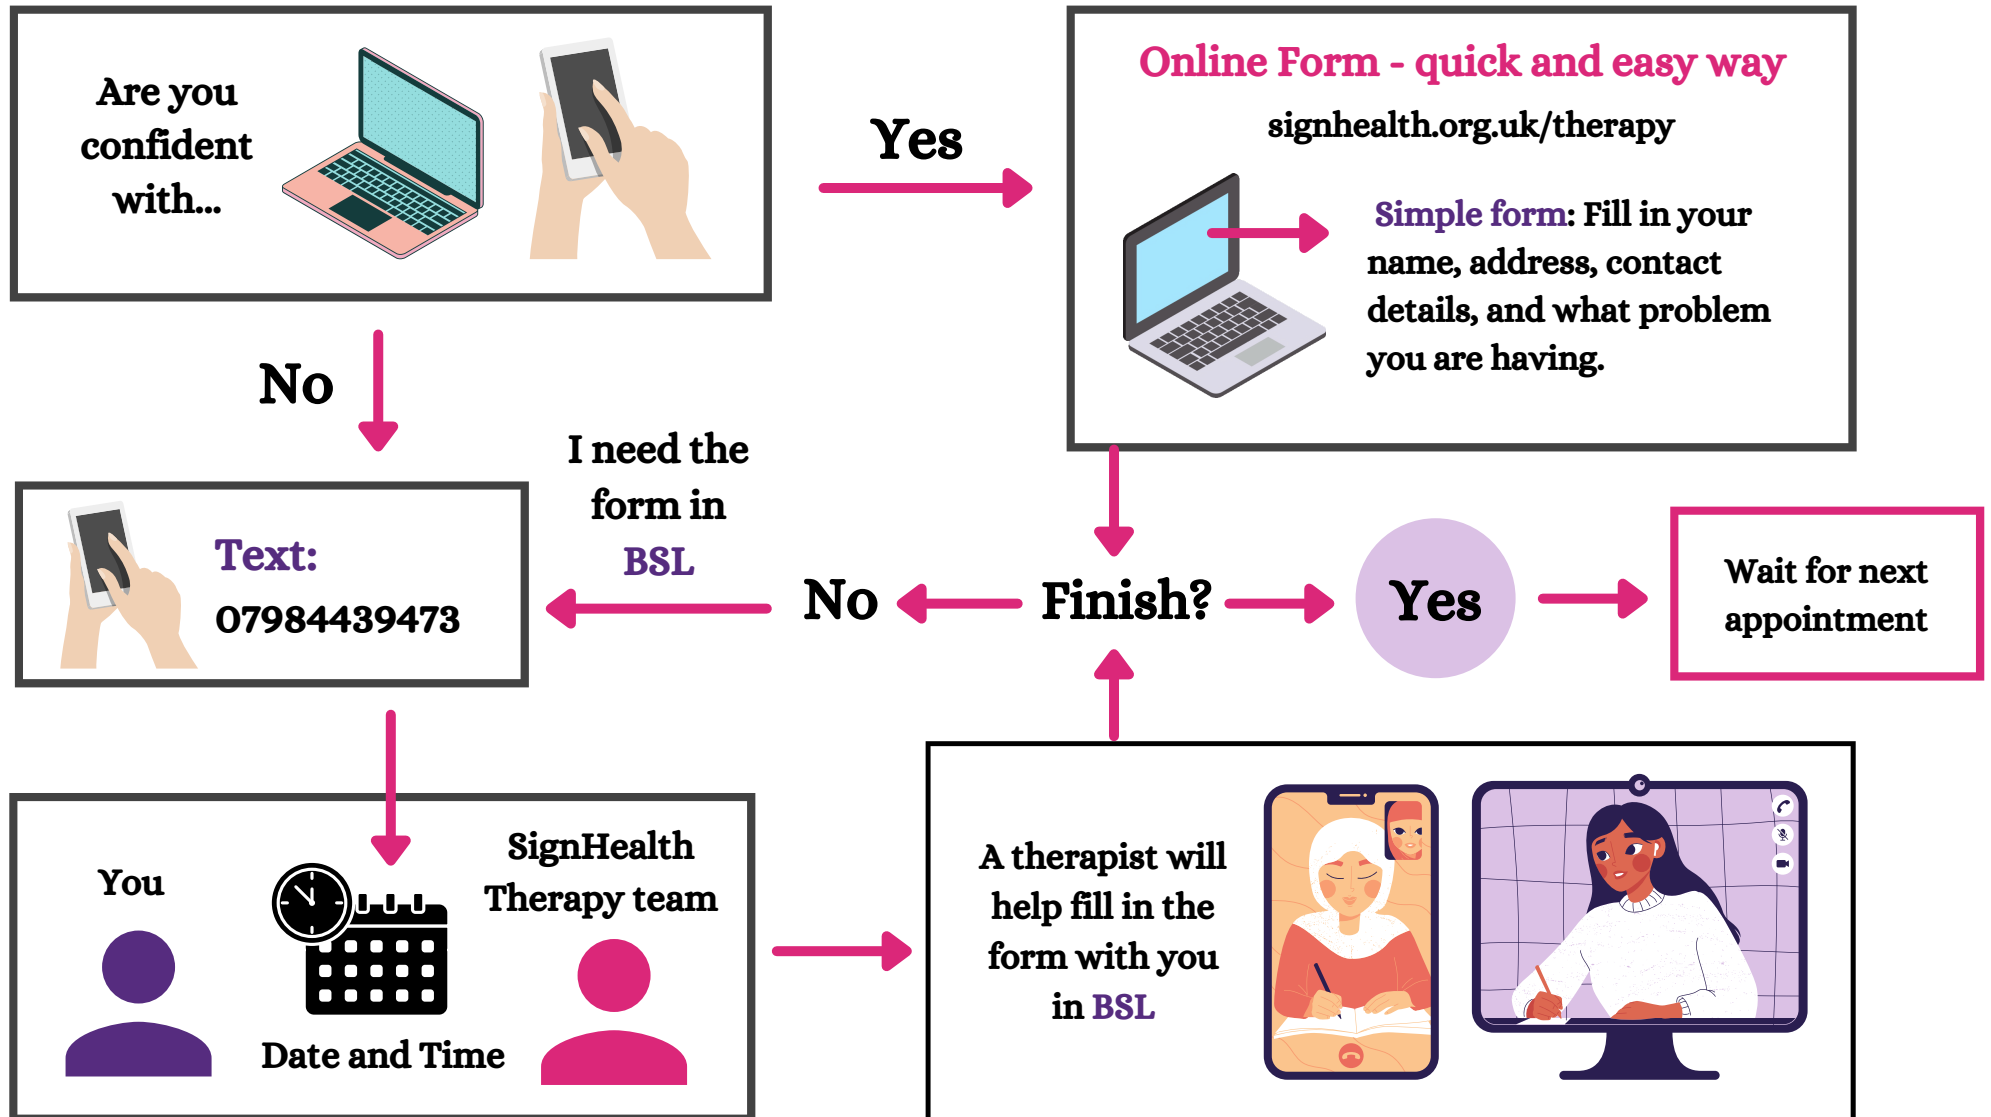 Are you
confident
with...
Yes
Online Form - quick and easy way
signhealth.org.uk/therapy
Simple form: Fill in your
name, address, contact
details, and what problem
you are having.
No
I need the
form in
BSL
Text:
07984439473
No
Finish?
Yes
Wait for next
appointment
You
SignHealth
Therapy team
Date and Time
A therapist will
help fill in the
form with you
in BSL